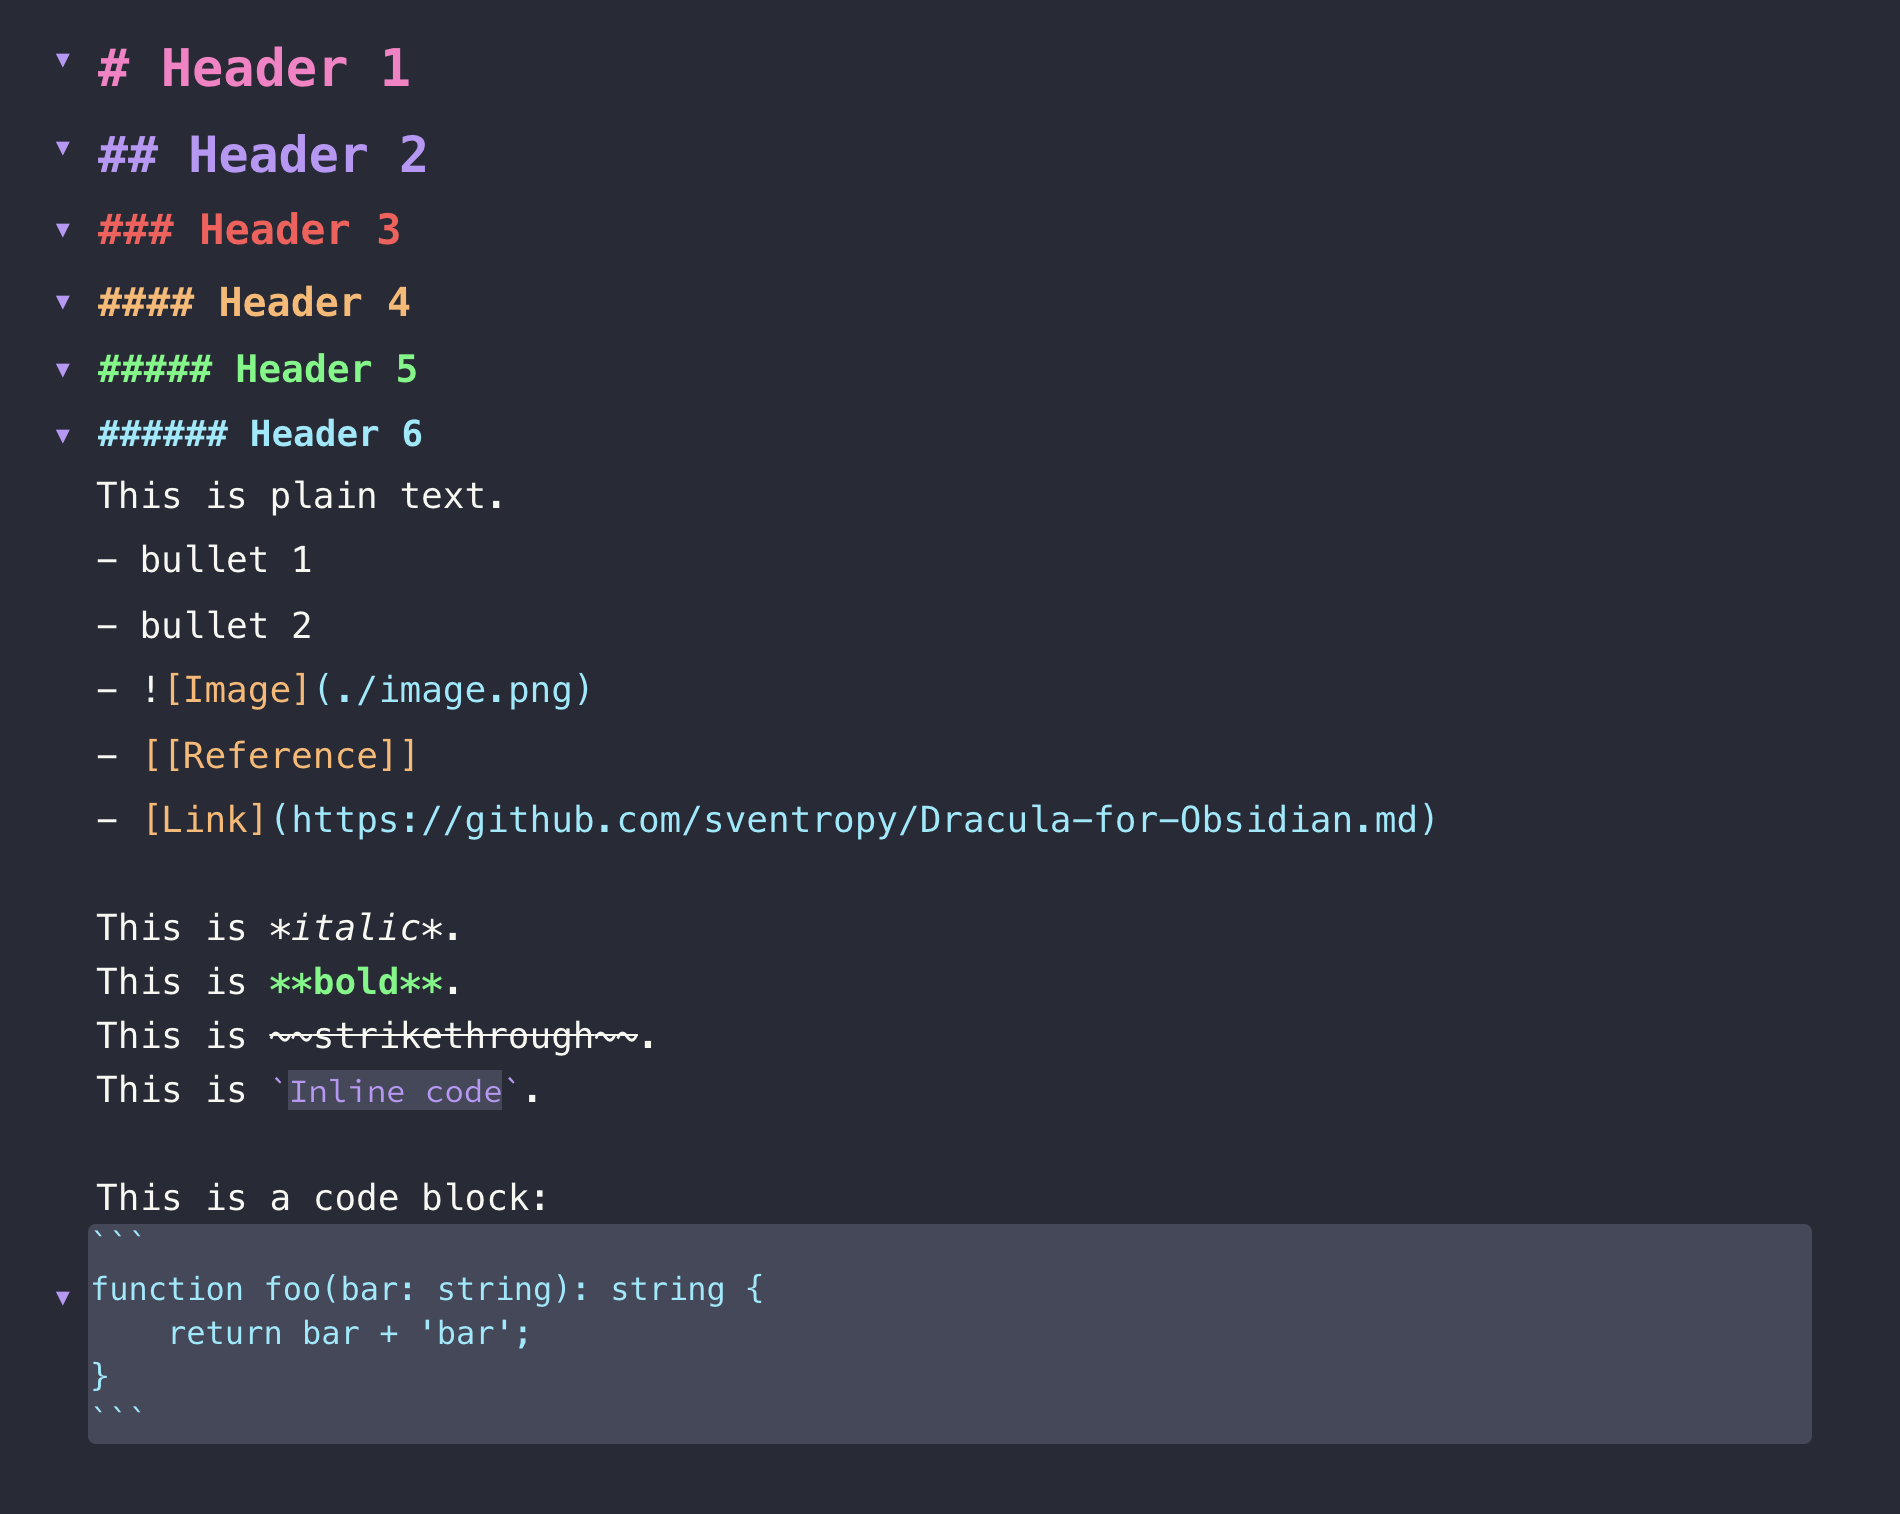 # Header 1
## Header 2
### Header 3
#### Header 4
##### Header 5
###### Header 6
This is plain text.
- bullet 1
- bullet 2
- ![Image](./image.png)
- [[Reference]]
- [Link](https://github.com/sventropy/Dracula-for-Obsidian.md)
This is *italic*.
This is **bold**.
This is ~~strikethrough~~.
This is `Inline code`.
This is a code block:
```
function foo(bar: string): string {
    return bar + 'bar';
}
```